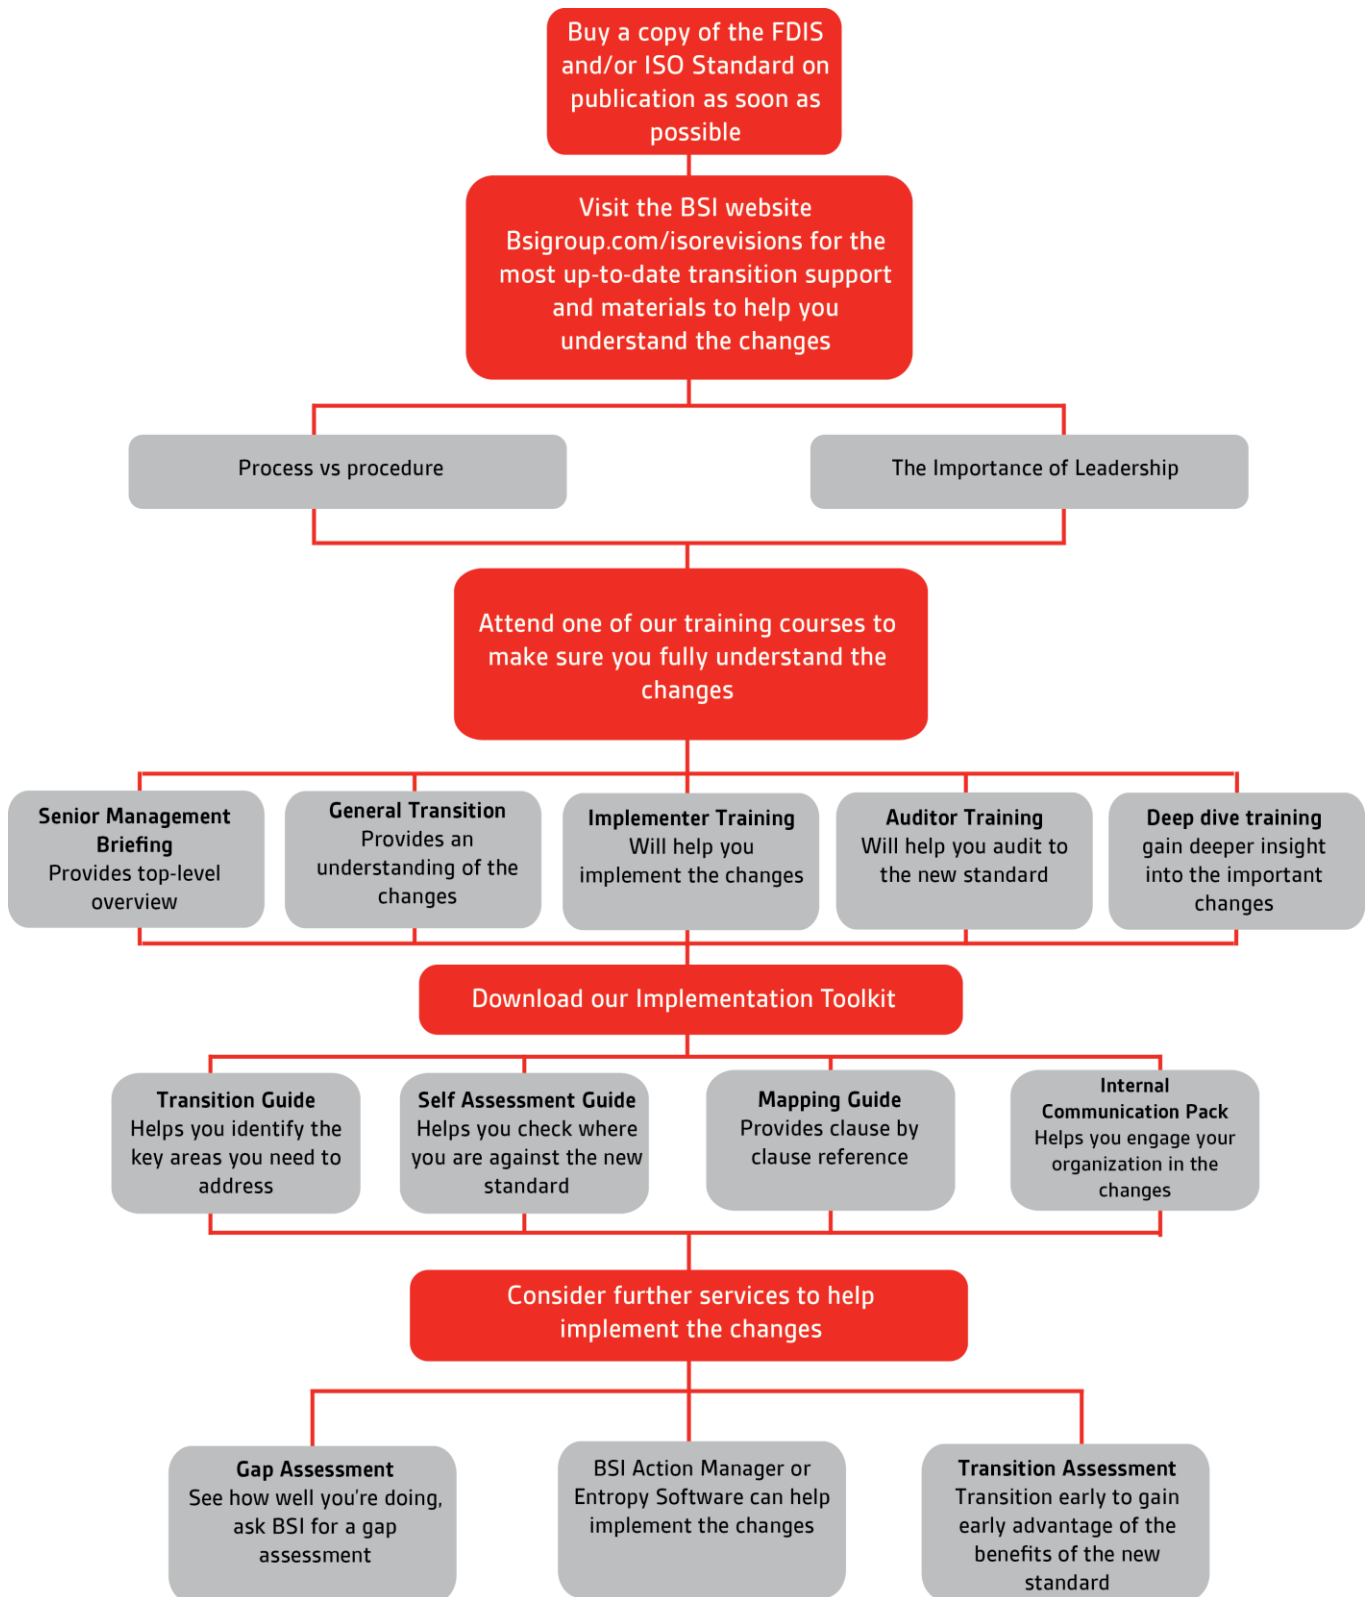 Buy a copy of the FDIS
and/or ISO Standard on
publication as soon as
possible
Visit the BSI website
Bsigroup.com/isorevisions for the
most up-to-date transition support
and materials to help you
understand the changes
Process vs procedure
The Importance of Leadership
Attend one of our training courses to
make sure you fully understand the
changes
Senior Management
Briefing
Provides top-level
overview
General Transition
Provides an
understanding of the
changes
Implementer Training
Will help you
implement the changes
Auditor Training
Will help you audit to
the new standard
Deep dive training
gain deeper insight
into the important
changes
Download our Implementation Toolkit
Transition Guide
Helps you identify the
key areas you need to
address
Self Assessment Guide
Helps you check where
you are against the new
standard
Mapping Guide
Provides clause by
clause reference
Internal
Communication Pack
Helps you engage your
organization in the
changes
Consider further services to help
implement the changes
Gap Assessment
See how well you're doing,
ask BSI for a gap
assessment
BSI Action Manager or
Entropy Software can help
implement the changes
Transition Assessment
Transition early to gain
early advantage of the
benefits of the new
standard